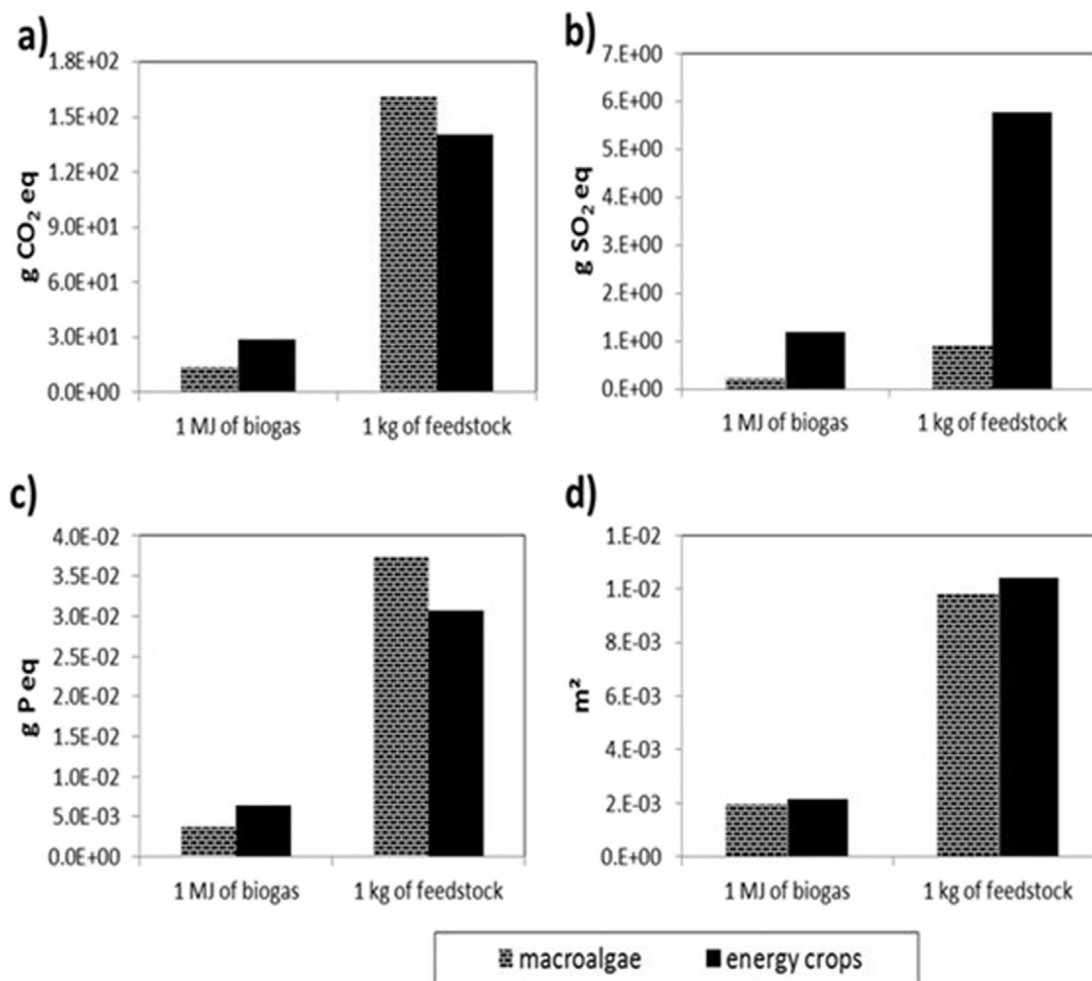 a)
g CO₂ eq
1.8E+02
1.5E+02
1.2E+02
9.0E+01
6.0E+01
3.0E+01
0.0E+00
1 MJ of biogas
1 kg of feedstock
b)
g SO₂ eq
7.E+00
6.E+00
5.E+00
4.E+00
3.E+00
2.E+00
1.E+00
0.E+00
1 MJ of biogas
1 kg of feedstock
c)
g P eq
4.0E-02
3.5E-02
3.0E-02
2.5E-02
2.0E-02
1.5E-02
1.0E-02
5.0E-03
0.0E+00
1 MJ of biogas
1 kg of feedstock
d)
m²
1.E-02
1.E-02
8.E-03
6.E-03
4.E-03
2.E-03
0.E+00
1 MJ of biogas
1 kg of feedstock
macroalgae
energy crops